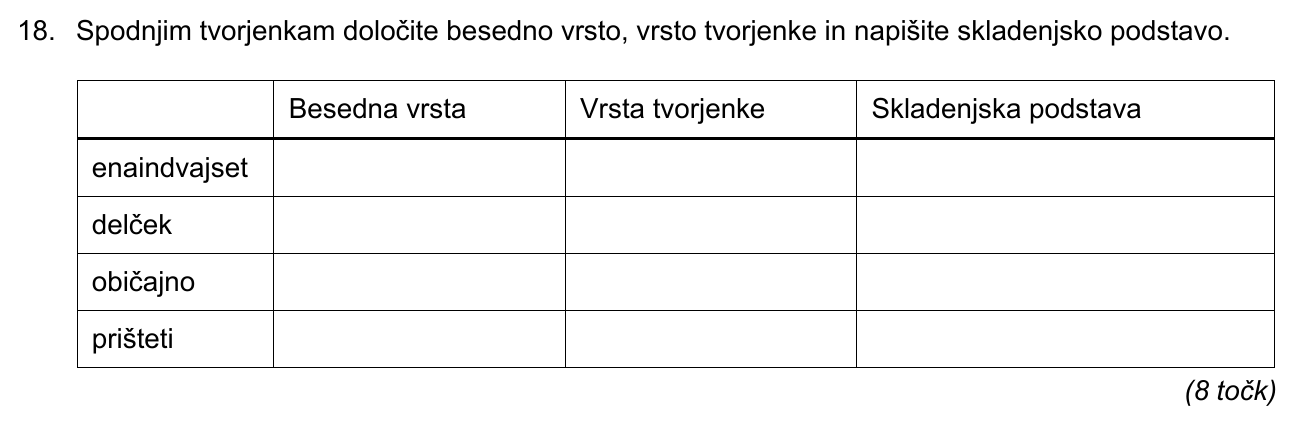 18. Spodnjim tvorjenkam določite besedno vrsto, vrsto tvorjenke in napišite skladenjsko podstavo.
Besedna vrsta Vrsta tvorjenke Skladenjska podstava
enaindvajset
delček
običajno
prišteti
(8 točk)